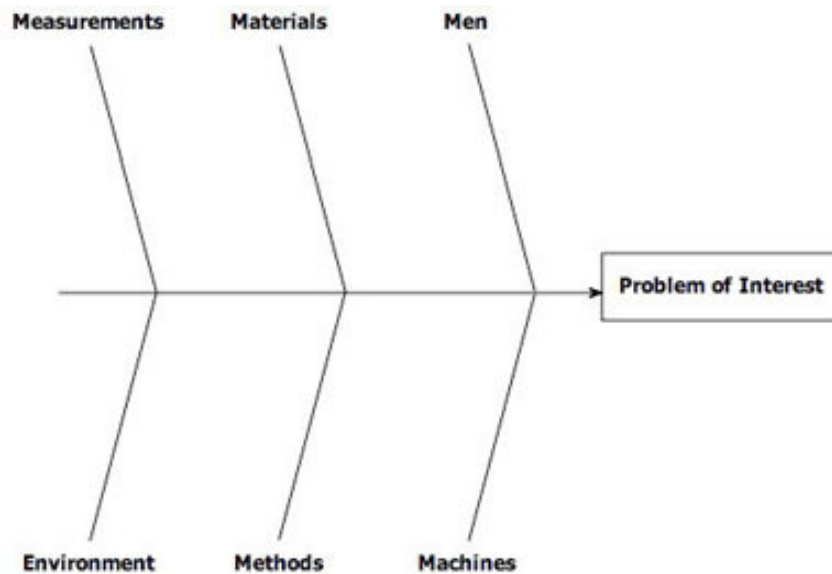 Measurements
Materials
Men
Problem of Interest
Environment
Methods
Machines